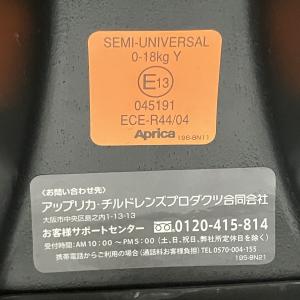 SEMI-UNIVERSAL
0-18kg Y
E13
045191
ECE-R44/04
Aprica 195-8N11
<お問い合わせ先>
アップリカ・チルドレンズプロダクツ合同会社
大阪市中央区島之内1-13-13
お客様サポートセンター 0120-415-814
受付時間:AM10:00～PM5:00(土、日、祝日、弊社所定休日を除く)
携帯電話からご利用の場合(通話料お客様負担) TEL 0570-004-155
195-8N21